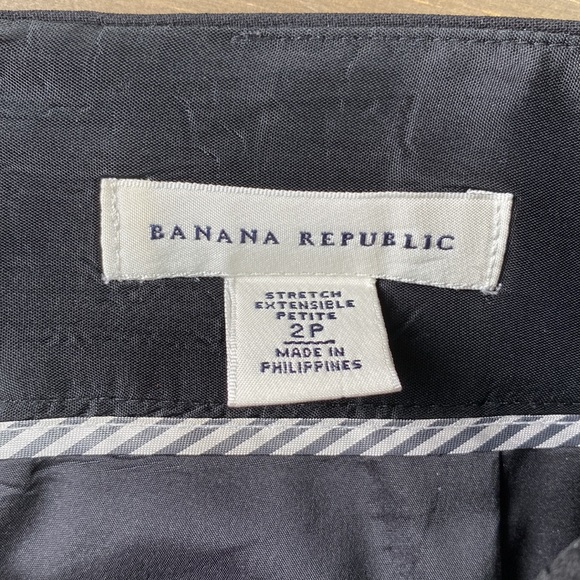 BANANA REPUBLIC
STRETCH
EXTENSIBLE
PETITE
2P
MADE IN
PHILIPPINES